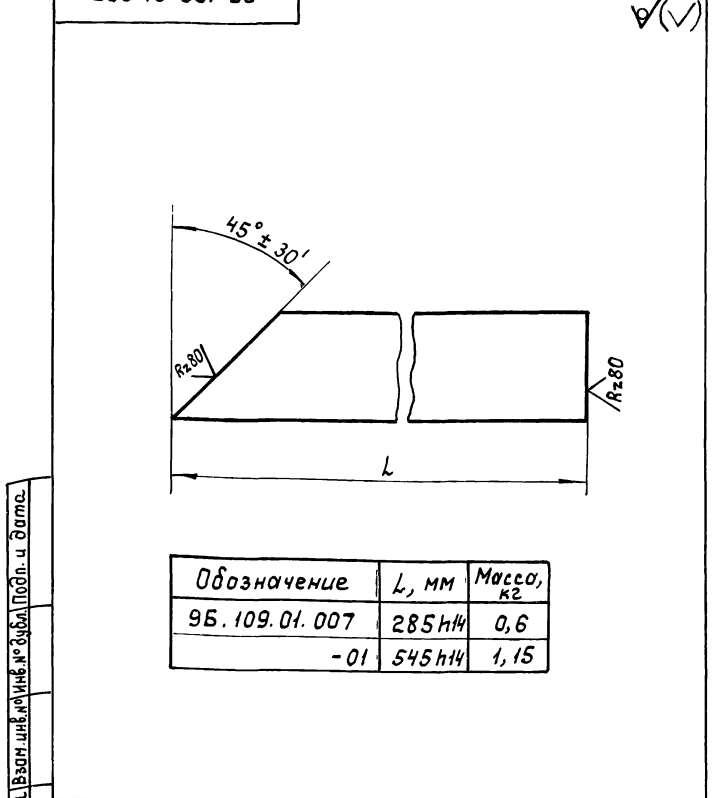 45° ± 30'
Rz80
Rz80
L
Обозначение L, мм Масса, кг
9Б.109.01.007 285h14 0,6
-01 545h14 1,15
Взам. инв. № Инв. № дубл. Подп. и дата